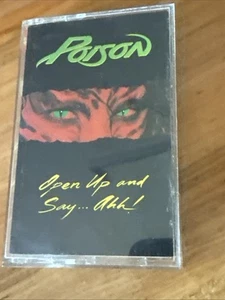 POISON
Open Up and
Say... Ahh!